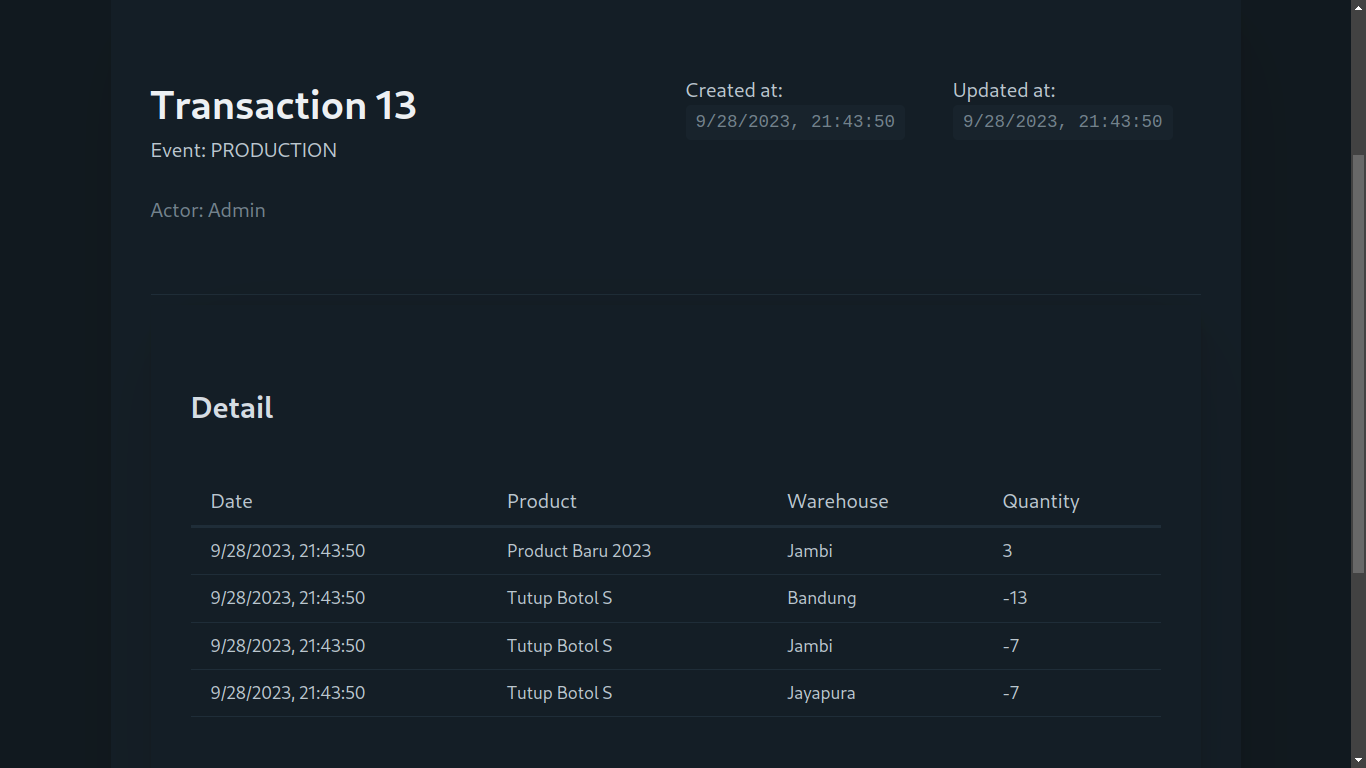 Transaction 13
Event: PRODUCTION
Actor: Admin
Created at:
9/28/2023, 21:43:50
Updated at:
9/28/2023, 21:43:50
Detail
Date Product Warehouse Quantity
9/28/2023, 21:43:50 Product Baru 2023 Jambi 3
9/28/2023, 21:43:50 Tutup Botol S Bandung -13
9/28/2023, 21:43:50 Tutup Botol S Jambi -7
9/28/2023, 21:43:50 Tutup Botol S Jayapura -7